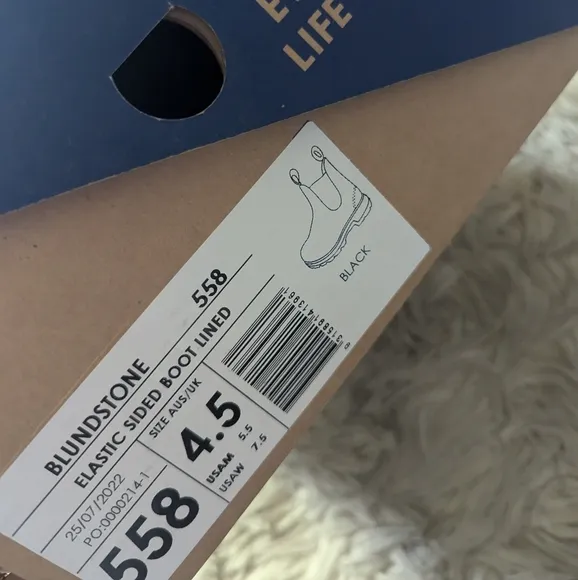 LIFE
BLACK
BLUNDSTONE 558
ELASTIC SIDED BOOT LINED
25/07/2022
PO:0000214-1
SIZE AUS/UK
4.5
USAM 5.5
USAW 7.5
558